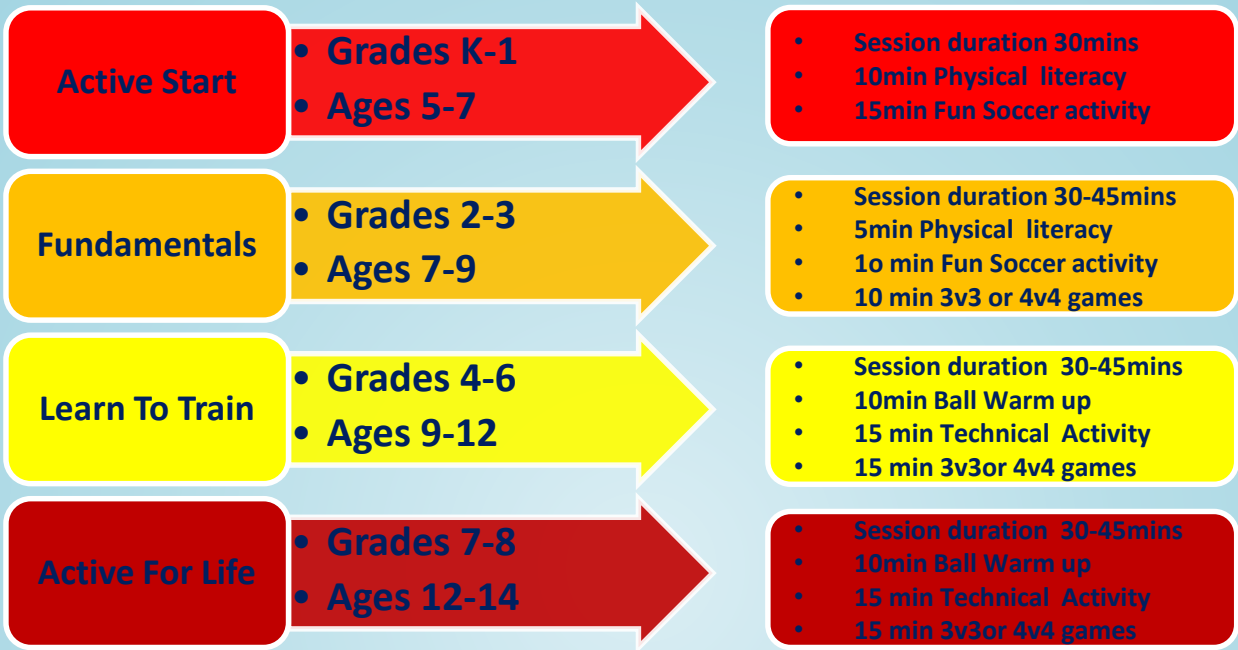 Active Start
• Grades K-1
• Ages 5-7
• Session duration 30mins
• 10min Physical  literacy
• 15min Fun Soccer activity
Fundamentals
• Grades 2-3
• Ages 7-9
• Session duration 30-45mins
• 5min Physical  literacy
• 1o min Fun Soccer activity
• 10 min 3v3 or 4v4 games
Learn To Train
• Grades 4-6
• Ages 9-12
• Session duration  30-45mins
• 10min Ball Warm up
• 15 min Technical  Activity
• 15 min 3v3or 4v4 games
Active For Life
• Grades 7-8
• Ages 12-14
• Session duration  30-45mins
• 10min Ball Warm up
• 15 min Technical  Activity
• 15 min 3v3or 4v4 games